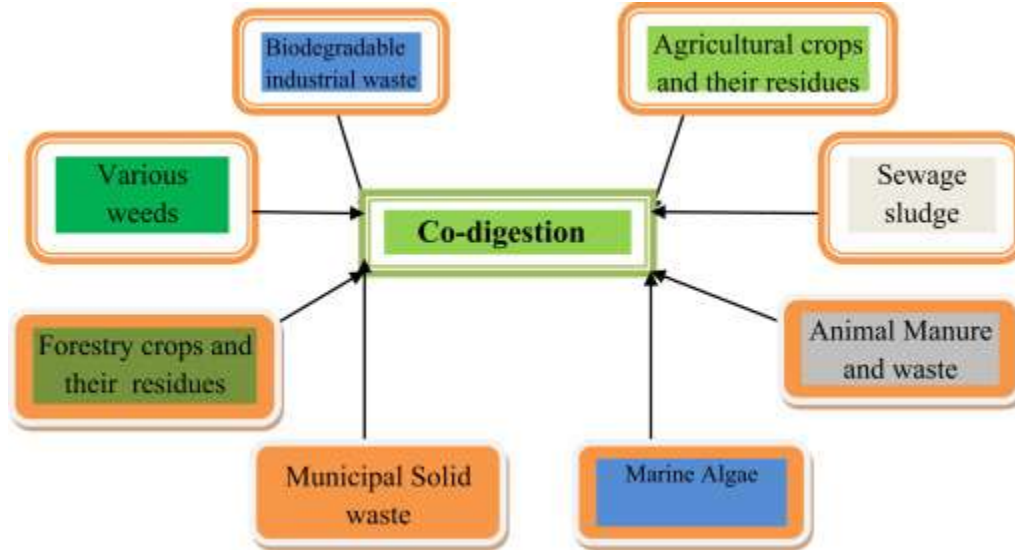 Biodegradable
industrial waste
Agricultural crops
and their residues
Various
weeds
Sewage
sludge
Co-digestion
Forestry crops and
their residues
Animal Manure
and waste
Municipal Solid
waste
Marine Algae